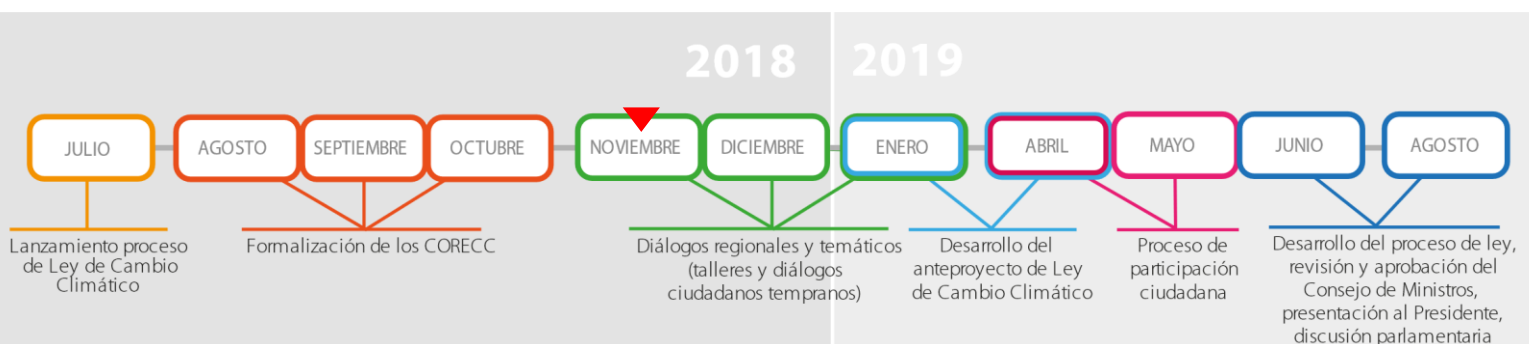 2018
2019
JULIO
AGOSTO
SEPTIEMBRE
OCTUBRE
NOVIEMBRE
DICIEMBRE
ENERO
ABRIL
MAYO
JUNIO
AGOSTO
Lanzamiento proceso
de Ley de Cambio
Climático
Formalización de los CORECC
Diálogos regionales y temáticos
(talleres y diálogos
ciudadanos tempranos)
Desarrollo del
anteproyecto de Ley
de Cambio Climático
Proceso de
participación
ciudadana
Desarrollo del proceso de ley,
revisión y aprobación del
Consejo de Ministros,
presentación al Presidente,
discusión parlamentaria